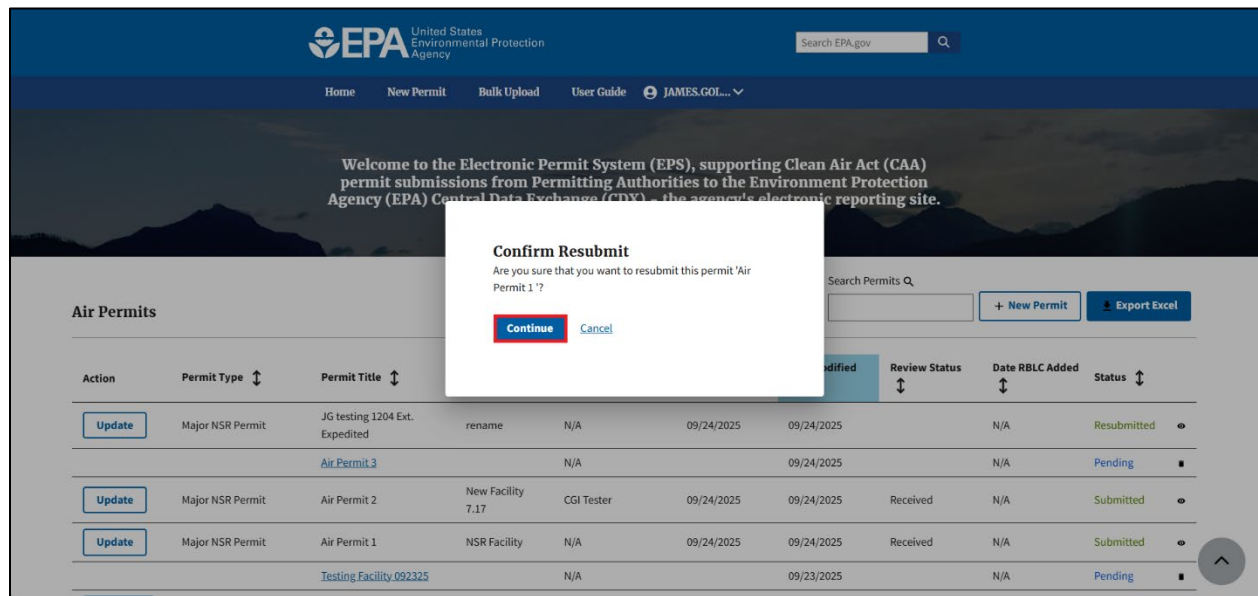 EPA
United States
Environmental Protection
Agency
Search EPA.gov
Home New Permit Bulk Upload User Guide JAMES.GOL...
Welcome to the Electronic Permit System (EPS), supporting Clean Air Act (CAA)
permit submissions from Permitting Authorities to the Environment Protection
Agency (EPA) Central Data Exchange (CDX) - the agency's electronic reporting site.
Confirm Resubmit
Are you sure that you want to resubmit this permit 'Air
Permit 1 '?
Continue Cancel
Search Permits
Air Permits
+ New Permit Export Excel
Action Permit Type Permit Title Review Status Date RBLC Added Status
Update Major NSR Permit JG testing 1204 Ext. Expedited rename N/A 09/24/2025 09/24/2025 N/A Resubmitted
Air Permit 3 N/A 09/24/2025 N/A Pending
Update Major NSR Permit Air Permit 2 New Facility 7.17 CGI Tester 09/24/2025 09/24/2025 Received N/A Submitted
Update Major NSR Permit Air Permit 1 NSR Facility N/A 09/24/2025 09/24/2025 Received N/A Submitted
Testing Facility 092325 N/A 09/23/2025 N/A Pending